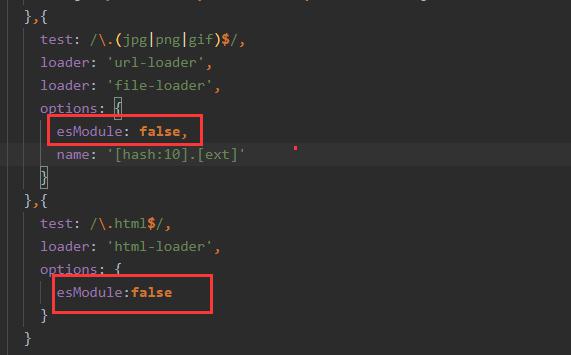 },{
test: /\.(jpg|png|gif)$/,
loader: 'url-loader',
loader: 'file-loader',
options: {
esModule: false,
name: '[hash:10].[ext]'
}
},{
test: /\.html$/,
loader: 'html-loader',
options: {
esModule:false
}
}